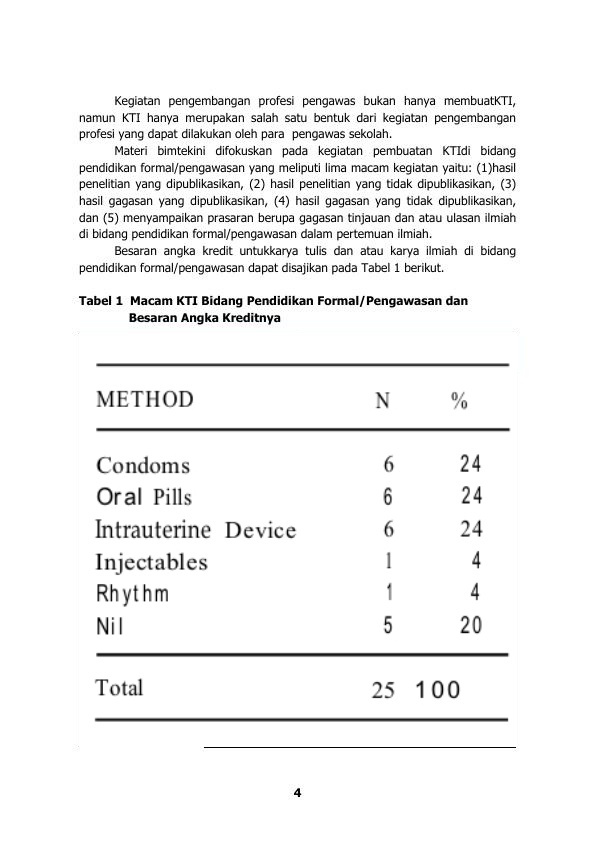 Kegiatan pengembangan profesi pengawas bukan hanya membuatKTI,
namun KTI hanya merupakan salah satu bentuk dari kegiatan pengembangan
profesi yang dapat dilakukan oleh para pengawas sekolah.
Materi bimtekini difokuskan pada kegiatan pembuatan KTIdi bidang
pendidikan formal/pengawasan yang meliputi lima macam kegiatan yaitu: (1)hasil
penelitian yang dipublikasikan, (2) hasil penelitian yang tidak dipublikasikan, (3)
hasil gagasan yang dipublikasikan, (4) hasil gagasan yang tidak dipublikasikan,
dan (5) menyampaikan prasaran berupa gagasan tinjauan dan atau ulasan ilmiah
di bidang pendidikan formal/pengawasan dalam pertemuan ilmiah.
Besaran angka kredit untukkarya tulis dan atau karya ilmiah di bidang
pendidikan formal/pengawasan dapat disajikan pada Tabel 1 berikut.
Tabel 1 Macam KTI Bidang Pendidikan Formal/Pengawasan dan
Besaran Angka Kreditnya
METHOD N %
Condoms 6 24
Oral Pills 6 24
Intrauterine Device 6 24
Injectables 1 4
Rhythm 1 4
Nil 5 20
Total 25 100
4